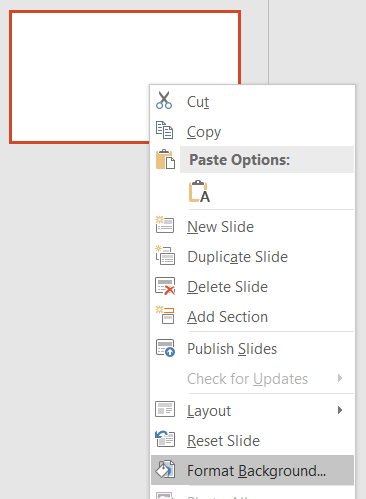 Cut
Copy
Paste Options:
A
New Slide
Duplicate Slide
Delete Slide
Add Section
Publish Slides
Check for Updates
Layout
Reset Slide
Format Background...